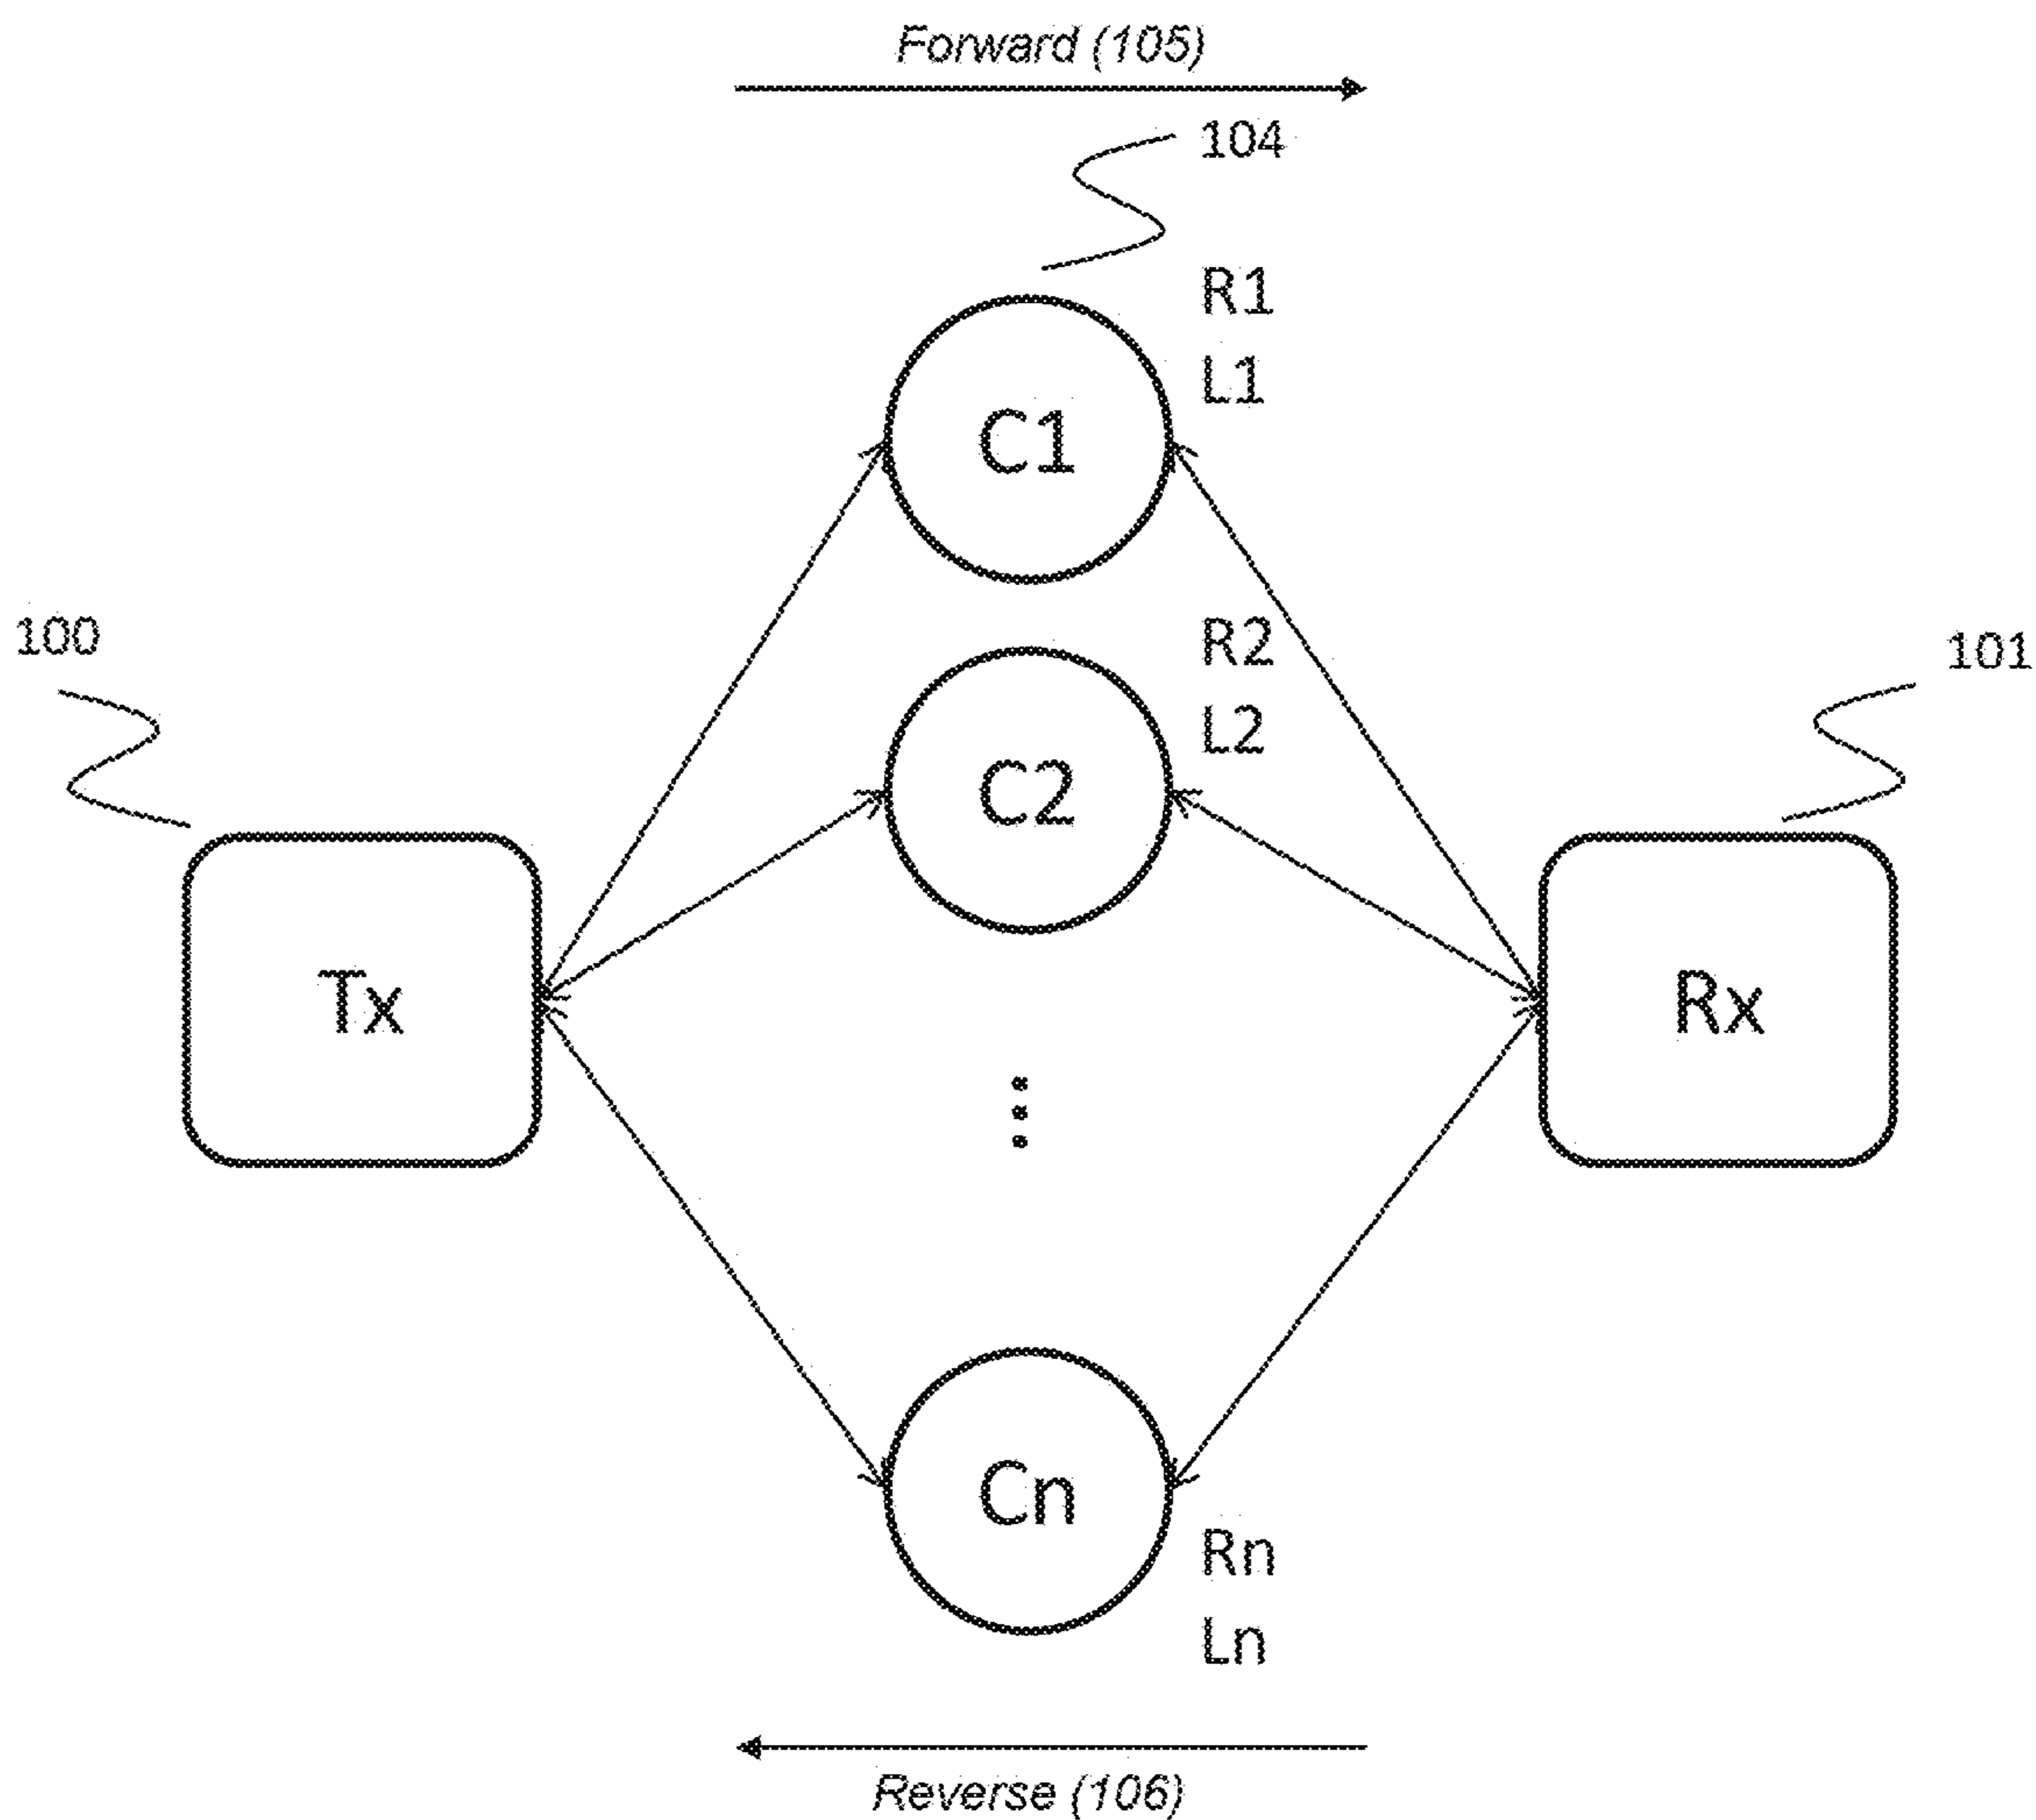 Forward (105)
104
R1
L1
C1
100
R2
L2
101
C2
Tx
Rx
Cn
Rn
Ln
Reverse (106)